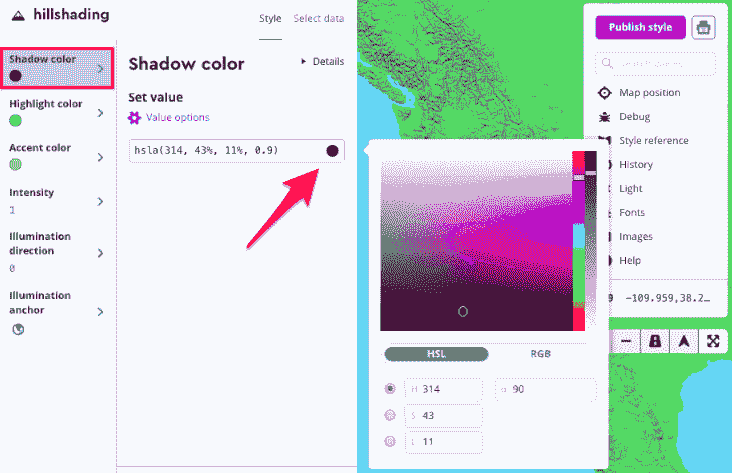 hillshading
Style
Select data
Shadow color
Highlight color
Accent color
Intensity
1
Illumination
direction
0
Illumination
anchor
Shadow color
Details
Set value
Value options
hsla(314, 43%, 11%, 0.9)
HSL
RGB
H 314
α 90
S 43
L 11
Publish style
Map position
Debug
Style reference
History
Light
Fonts
Images
Help
-109.959,38.2…